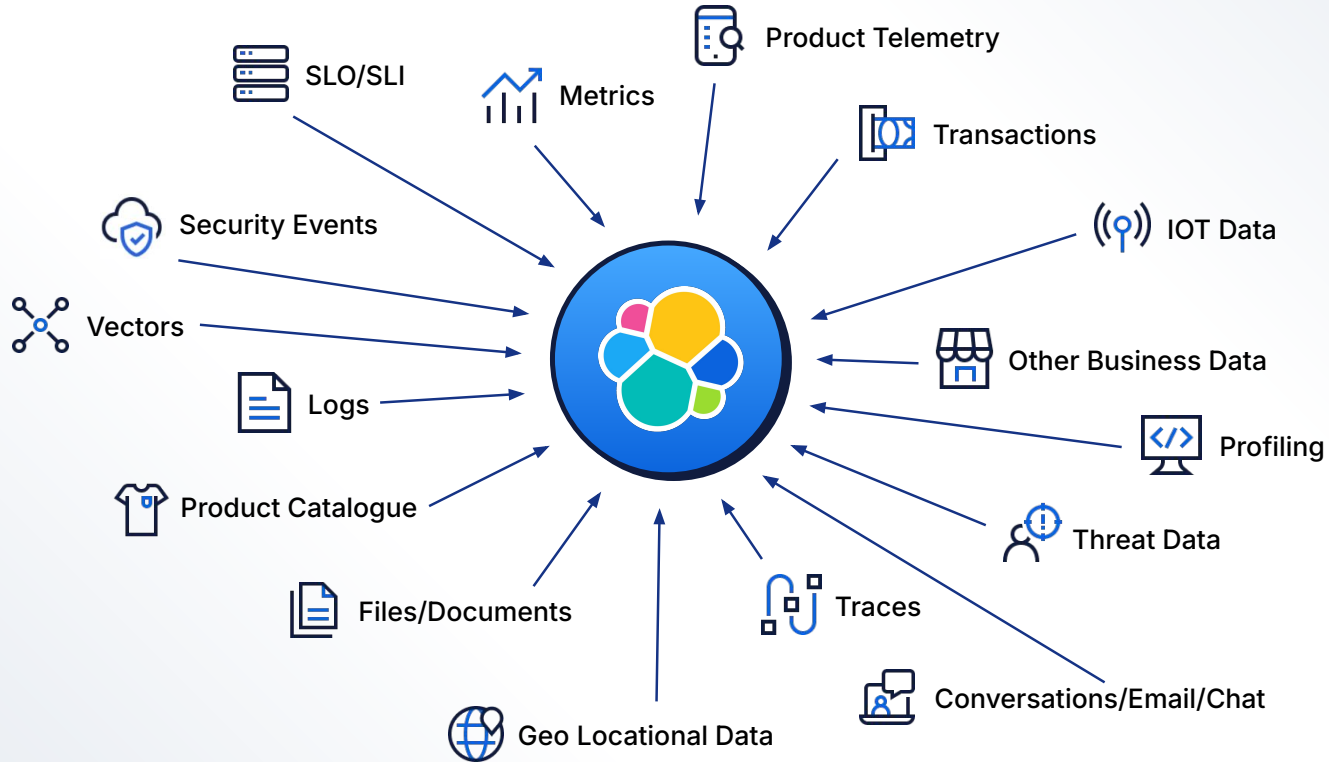 Product Telemetry
SLO/SLI
Metrics
Transactions
Security Events
IOT Data
Vectors
Other Business Data
Logs
Profiling
Product Catalogue
Threat Data
Files/Documents
Traces
Conversations/Email/Chat
Geo Locational Data